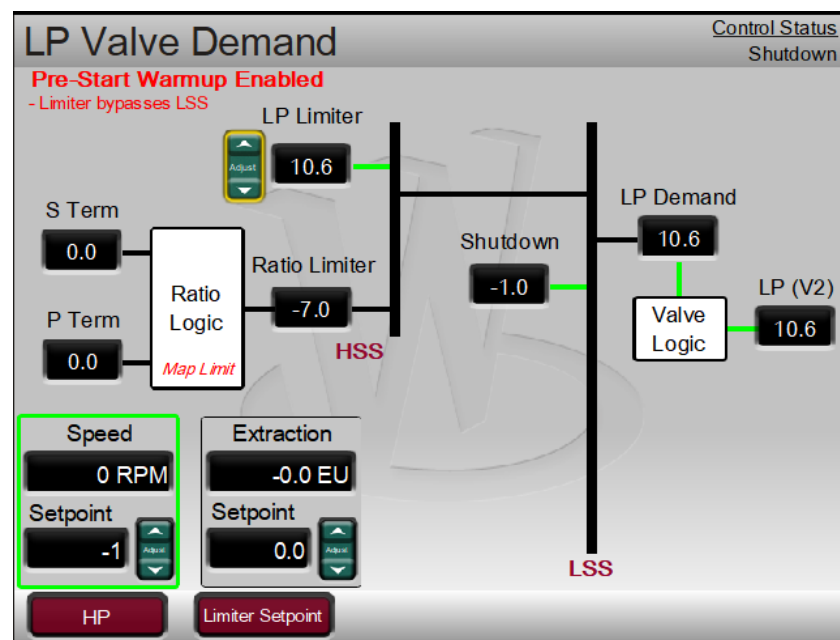 LP Valve Demand
Control Status
Shutdown
Pre-Start Warmup Enabled
- Limiter bypasses LSS
LP Limiter
Adjust
10.6
S Term
0.0
P Term
0.0
Ratio
Logic
Map Limit
Ratio Limiter
-7.0
HSS
Shutdown
-1.0
LP Demand
10.6
Valve
Logic
LP (V2)
10.6
LSS
Speed
0 RPM
Setpoint
-1
Adjust
Extraction
-0.0 EU
Setpoint
0.0
Adjust
HP
Limiter Setpoint